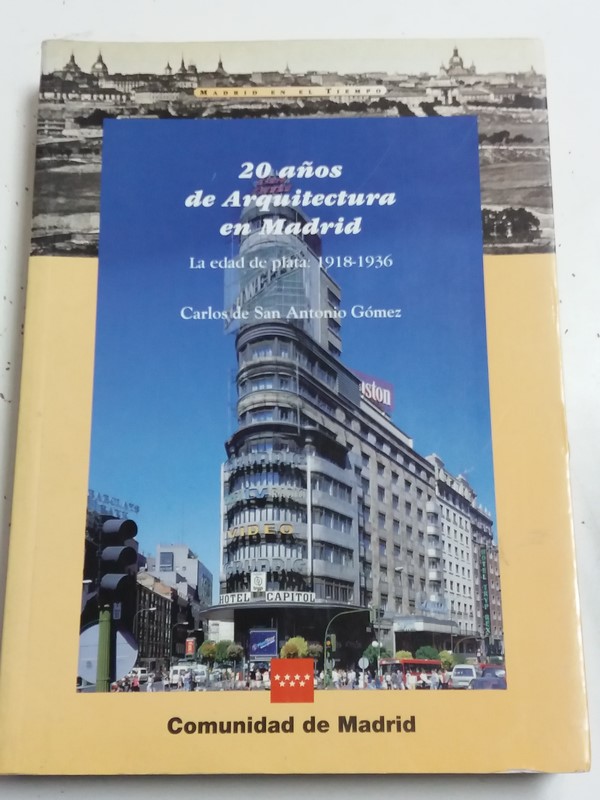 MADRID EN EL TIEMPO
20 años
de Arquitectura
en Madrid
La edad de plata: 1918-1936
Carlos de San Antonio Gómez
VIDEO
HOTEL CAPITOL
Comunidad de Madrid